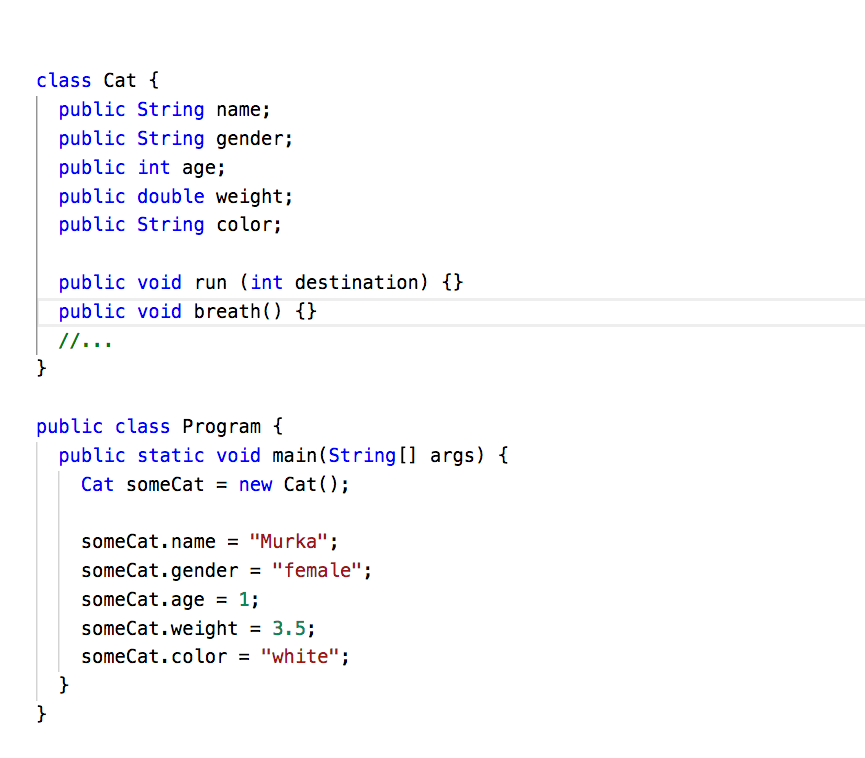 class Cat {
  public String name;
  public String gender;
  public int age;
  public double weight;
  public String color;

  public void run (int destination) {}
  public void breath() {}
  //...
}

public class Program {
  public static void main(String[] args) {
    Cat someCat = new Cat();

    someCat.name = "Murka";
    someCat.gender = "female";
    someCat.age = 1;
    someCat.weight = 3.5;
    someCat.color = "white";
  }
}